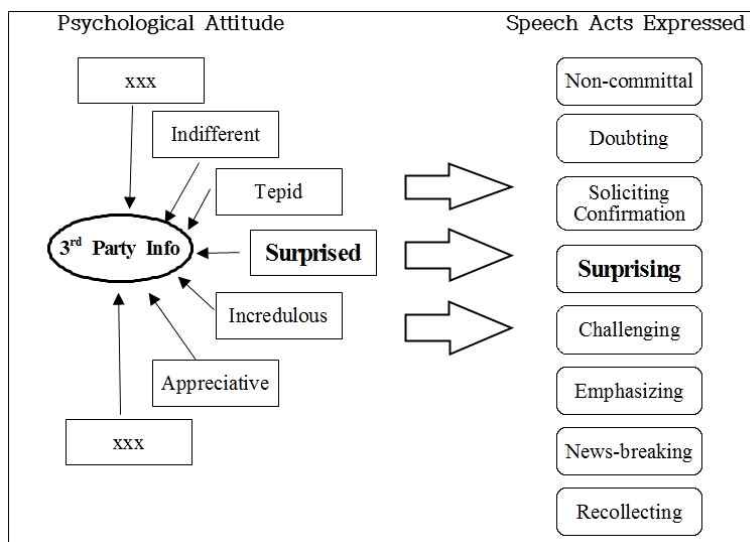 Psychological Attitude
Speech Acts Expressed
xxx
Indifferent
Tepid
3rd Party Info
Surprised
Incredulous
Appreciative
xxx
Non-committal
Doubting
Soliciting
Confirmation
Surprising
Challenging
Emphasizing
News-breaking
Recollecting